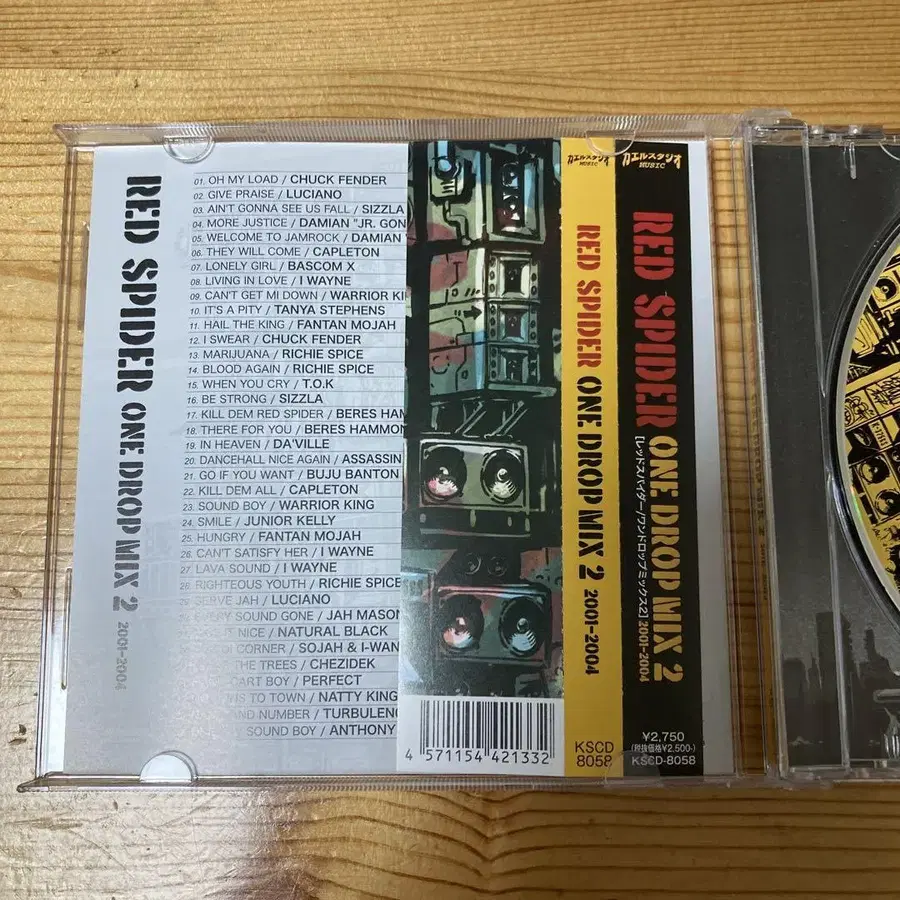 RED SPIDER ONE DROP MIX 2 2001-2004
01. OH MY LOAD / CHUCK FENDER
02. GIVE PRAISE / LUCIANO
03. AIN'T GONNA SEE US FALL / SIZZLA
04. MORE JUSTICE / DAMIAN "JR. GON
05. WELCOME TO JAMROCK / DAMIAN
06. THEY WILL COME / CAPLETON
07. LONELY GIRL / BASCOM X
08. LIVING IN LOVE / I WAYNE
09. CAN'T GET MI DOWN / WARRIOR KI
10. IT'S A PITY / TANYA STEPHENS
11. HAIL THE KING / FANTAN MOJAH
12. I SWEAR / CHUCK FENDER
13. MARIJUANA / RICHIE SPICE
14. BLOOD AGAIN / RICHIE SPICE
15. WHEN YOU CRY / T.O.K
16. BE STRONG / SIZZLA
17. KILL DEM RED SPIDER / BERES HAM
18. THERE FOR YOU / BERES HAMMON
19. IN HEAVEN / DA'VILLE
20. DANCEHALL NICE AGAIN / ASSASSIN
21. GO IF YOU WANT / BUJU BANTON
22. KILL DEM ALL / CAPLETON
23. SOUND BOY / WARRIOR KING
24. SMILE / JUNIOR KELLY
25. HUNGRY / FANTAN MOJAH
26. CAN'T SATISFY HER / I WAYNE
27. LAVA SOUND / I WAYNE
28. RIGHTEOUS YOUTH / RICHIE SPICE
SERVE JAH / LUCIANO
SOUND GONE / JAH MASON
NICE / NATURAL BLACK
CORNER / SOJAH & I-WAN
THE TREES / CHEZIDEK
CART BOY / PERFECT
TO TOWN / NATTY KING
AND NUMBER / TURBULENC
SOUND BOY / ANTHONY
4 571154 421332
カエルスタジオ
MUSIC
RED SPIDER ONE DROP MIX 2 2001-2004
KSCD
8058
カエルスタジオ
MUSIC
RED SPIDER ONE DROP MIX 2
[レッドスパイダー/ワンドロップミックス2] 2001-2004
¥2,750
(税抜価格¥2,500-)
KSCD-8058